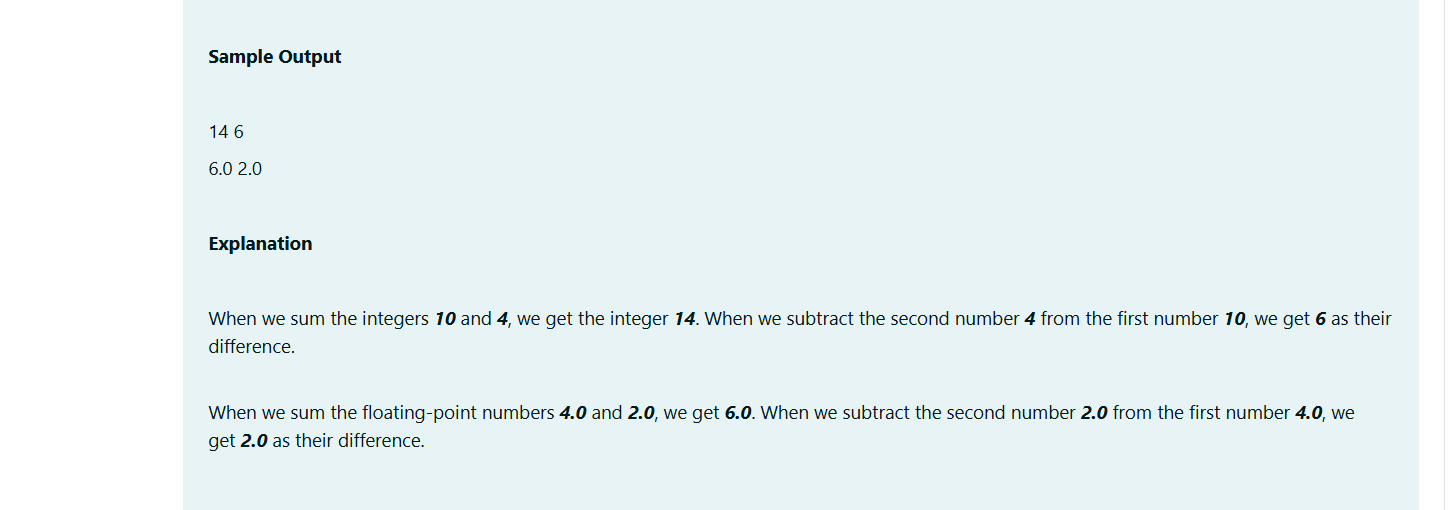 Sample Output
14 6
6.0 2.0
Explanation
When we sum the integers 10 and 4, we get the integer 14. When we subtract the second number 4 from the first number 10, we get 6 as their
difference.
When we sum the floating-point numbers 4.0 and 2.0, we get 6.0. When we subtract the second number 2.0 from the first number 4.0, we
get 2.0 as their difference.